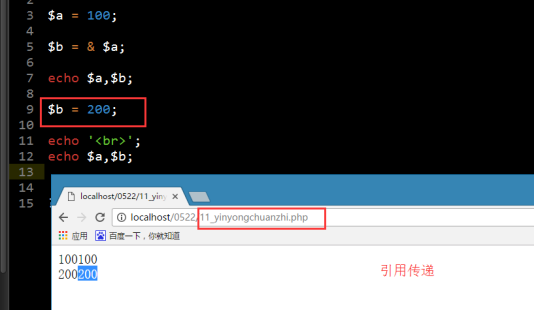 2
3 $a = 100;
4
5 $b = & $a;
6
7 echo $a,$b;
8
9 $b = 200;
10
11 echo '<br>';
12 echo $a,$b;
13
14
15
localhost/0522/11_yiny
localhost/0522/11_yinyongchuanzhi.php
应用 百度一下,你就知道
100100
200200
引用传递